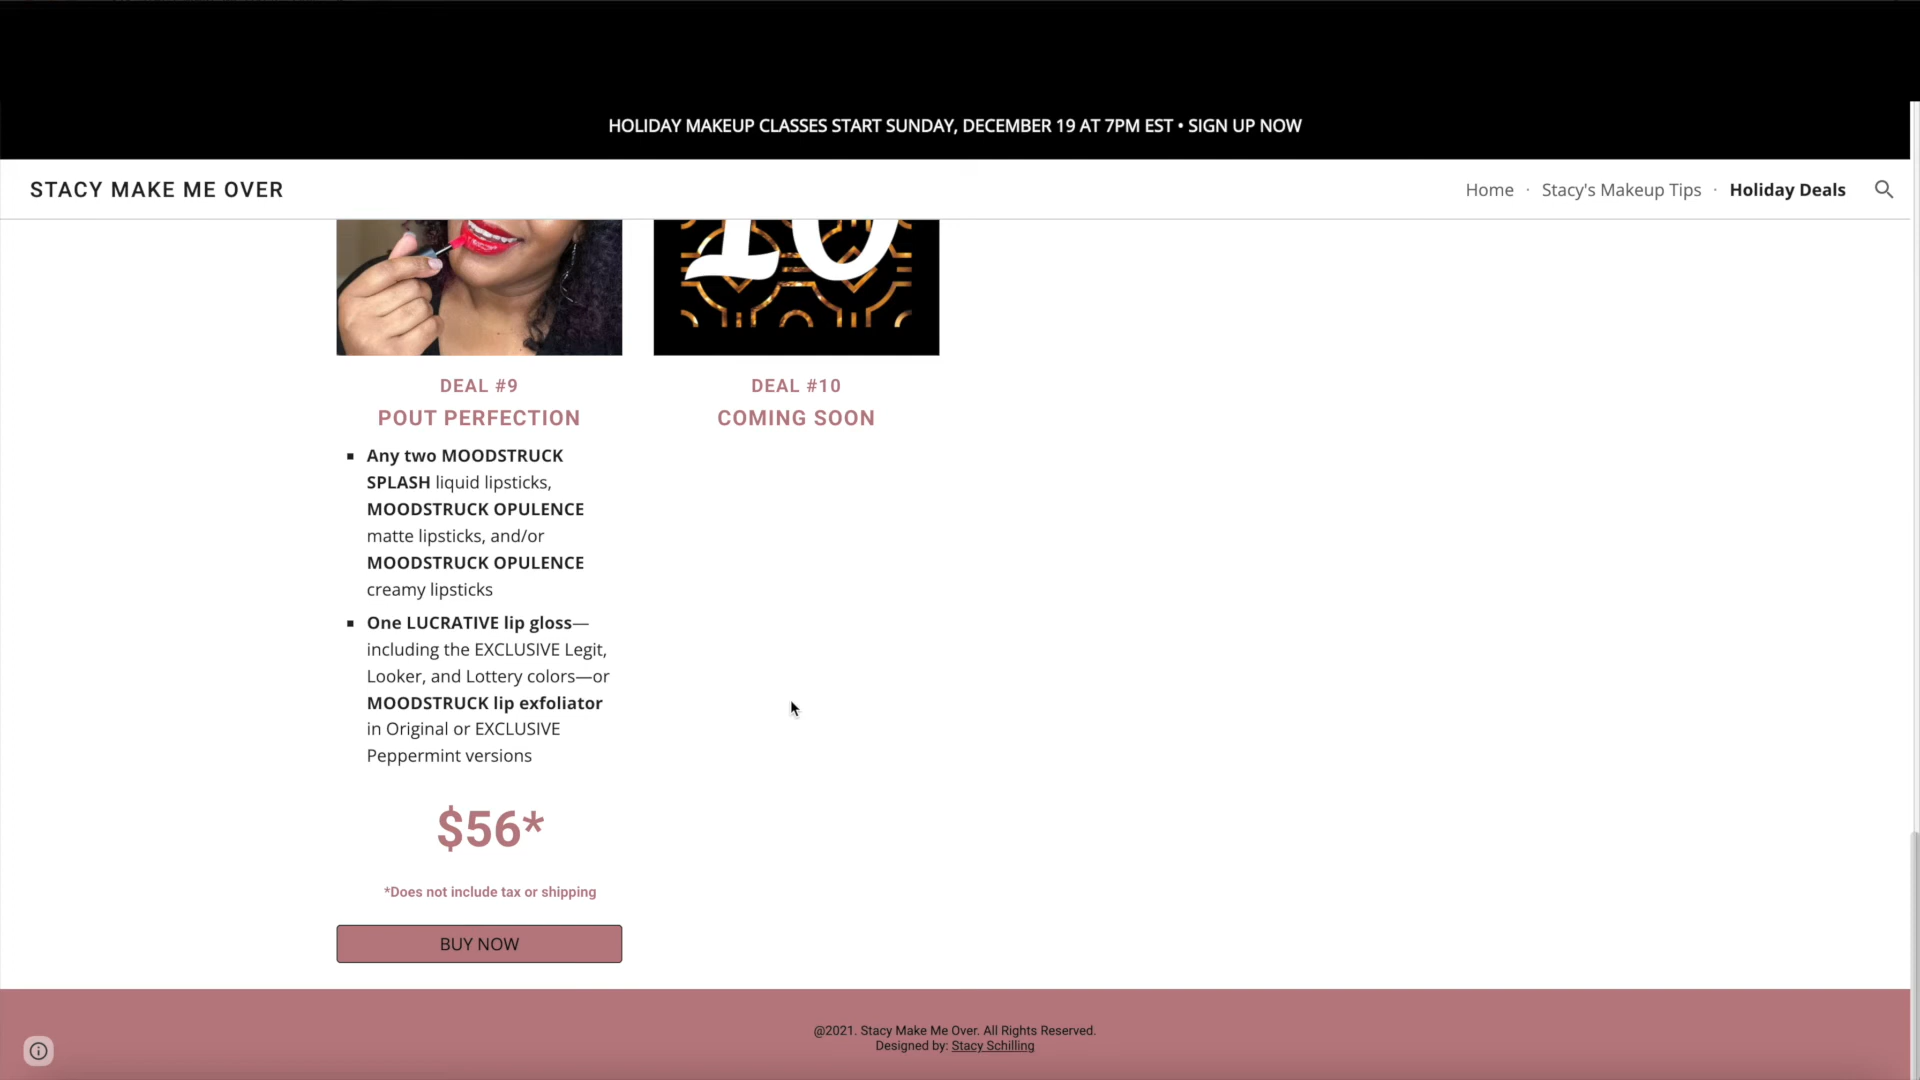 HOLIDAY MAKEUP CLASSES START SUNDAY, DECEMBER 19 AT 7PM EST • SIGN UP NOW
STACY MAKE ME OVER
Home · Stacy's Makeup Tips · Holiday Deals
10
DEAL #9
POUT PERFECTION
▪ Any two MOODSTRUCK
SPLASH liquid lipsticks,
MOODSTRUCK OPULENCE
matte lipsticks, and/or
MOODSTRUCK OPULENCE
creamy lipsticks
▪ One LUCRATIVE lip gloss—
including the EXCLUSIVE Legit,
Looker, and Lottery colors—or
MOODSTRUCK lip exfoliator
in Original or EXCLUSIVE
Peppermint versions
$56*
*Does not include tax or shipping
BUY NOW
DEAL #10
COMING SOON
@2021. Stacy Make Me Over. All Rights Reserved.
Designed by: Stacy Schilling